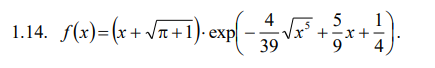 1.14. f(x)=(x+√(π+1))·exp(−4/39 √(x⁵)+5/9 x+1/4).